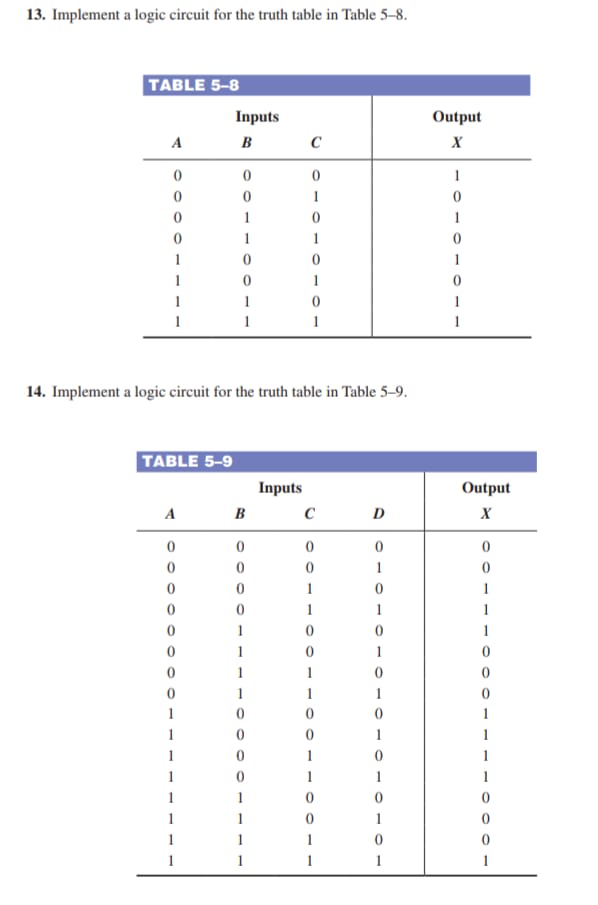 13. Implement a logic circuit for the truth table in Table 5–8.
TABLE 5–8
Inputs Output
A B C X
0 0 0 1
0 0 1 0
0 1 0 1
0 1 1 0
1 0 0 1
1 0 1 0
1 1 0 1
1 1 1 1
14. Implement a logic circuit for the truth table in Table 5–9.
TABLE 5–9
Inputs Output
A B C D X
0 0 0 0 0
0 0 0 1 0
0 0 1 0 1
0 0 1 1 1
0 1 0 0 1
0 1 0 1 0
0 1 1 0 0
0 1 1 1 0
1 0 0 0 1
1 0 0 1 1
1 0 1 0 1
1 0 1 1 1
1 1 0 0 0
1 1 0 1 0
1 1 1 0 0
1 1 1 1 1